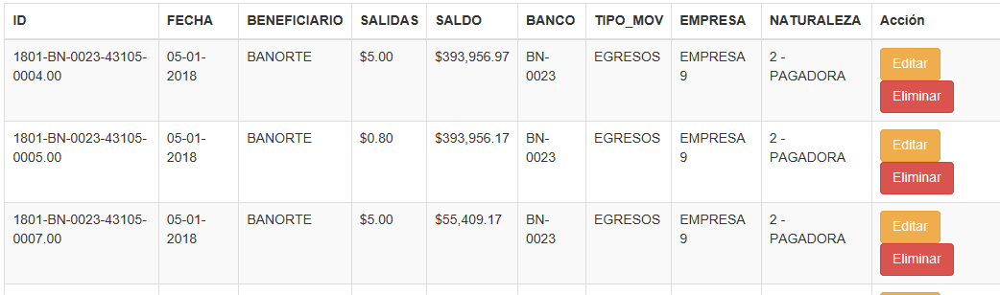 ID FECHA BENEFICIARIO SALIDAS SALDO BANCO TIPO_MOV EMPRESA NATURALEZA Acción
1801-BN-0023-43105- 05-01- BANORTE $5.00 $393,956.97 BN- EGRESOS EMPRESA 2 - Editar
0004.00 2018 0023 9 PAGADORA
Eliminar
1801-BN-0023-43105- 05-01- BANORTE $0.80 $393,956.17 BN- EGRESOS EMPRESA 2 - Editar
0005.00 2018 0023 9 PAGADORA
Eliminar
1801-BN-0023-43105- 05-01- BANORTE $5.00 $55,409.17 BN- EGRESOS EMPRESA 2 - Editar
0007.00 2018 0023 9 PAGADORA
Eliminar